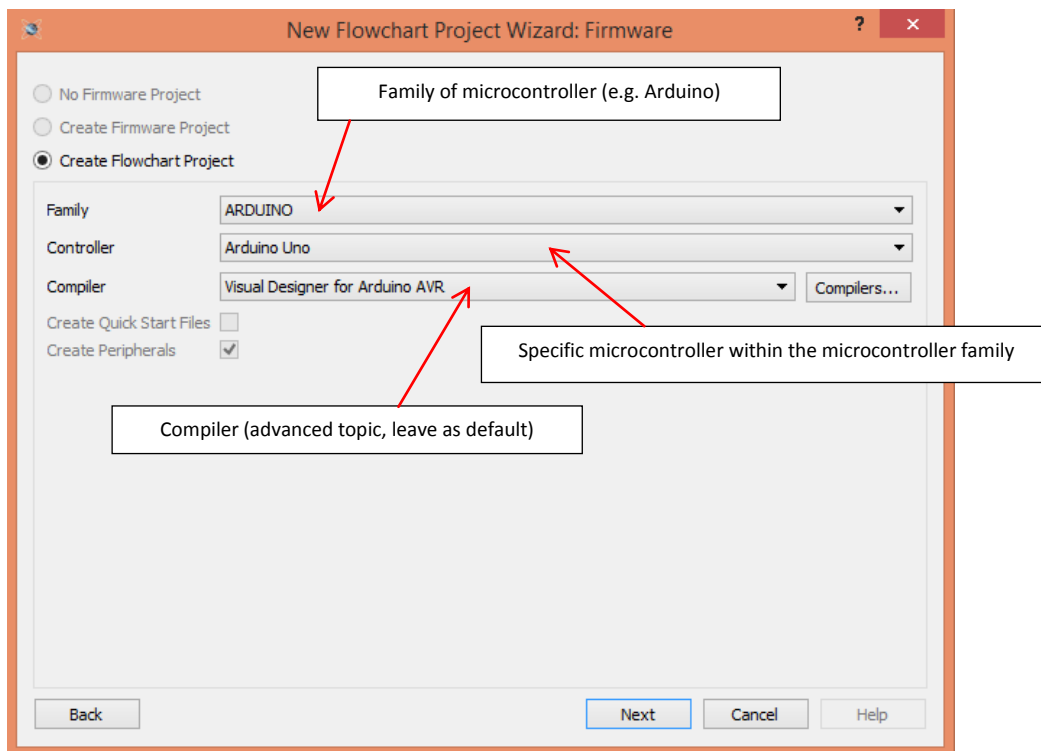 New Flowchart Project Wizard: Firmware
?
×
No Firmware Project
Family of microcontroller (e.g. Arduino)
Create Firmware Project
Create Flowchart Project
Family
ARDUINO
Controller
Arduino Uno
Compiler
Visual Designer for Arduino AVR
Compilers...
Create Quick Start Files
Create Peripherals
Specific microcontroller within the microcontroller family
Compiler (advanced topic, leave as default)
Back
Next
Cancel
Help